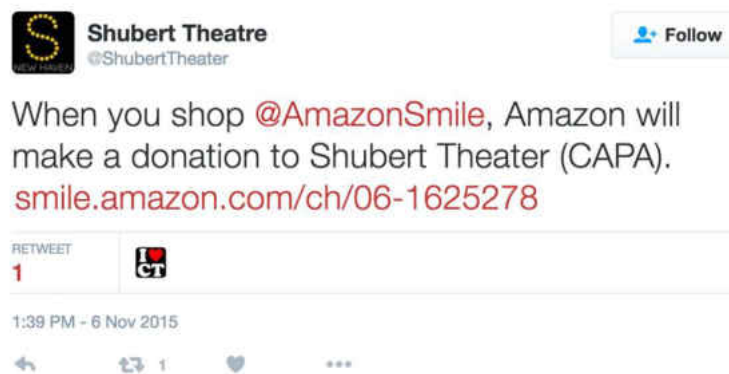 S
NEW HAVEN
Shubert Theatre
@ShubertTheater
Follow
When you shop @AmazonSmile, Amazon will
make a donation to Shubert Theater (CAPA).
smile.amazon.com/ch/06-1625278
RETWEET
1
I
CT
1:39 PM - 6 Nov 2015
1